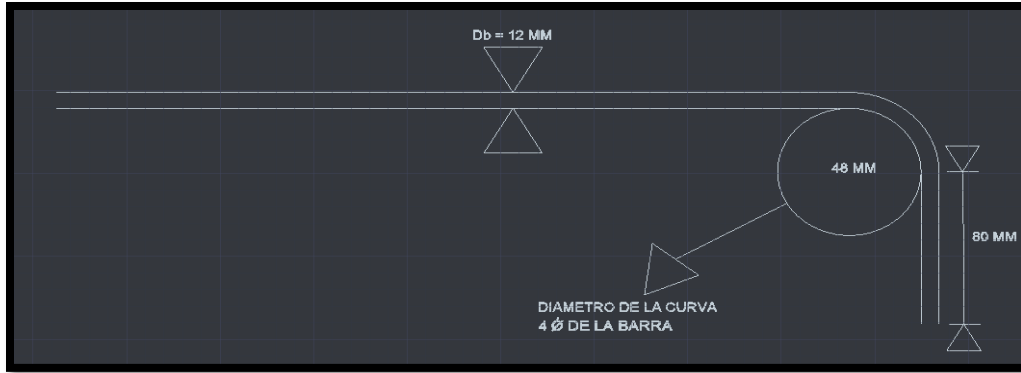 Db = 12 MM
48 MM
80 MM
DIAMETRO DE LA CURVA
4 Ø DE LA BARRA